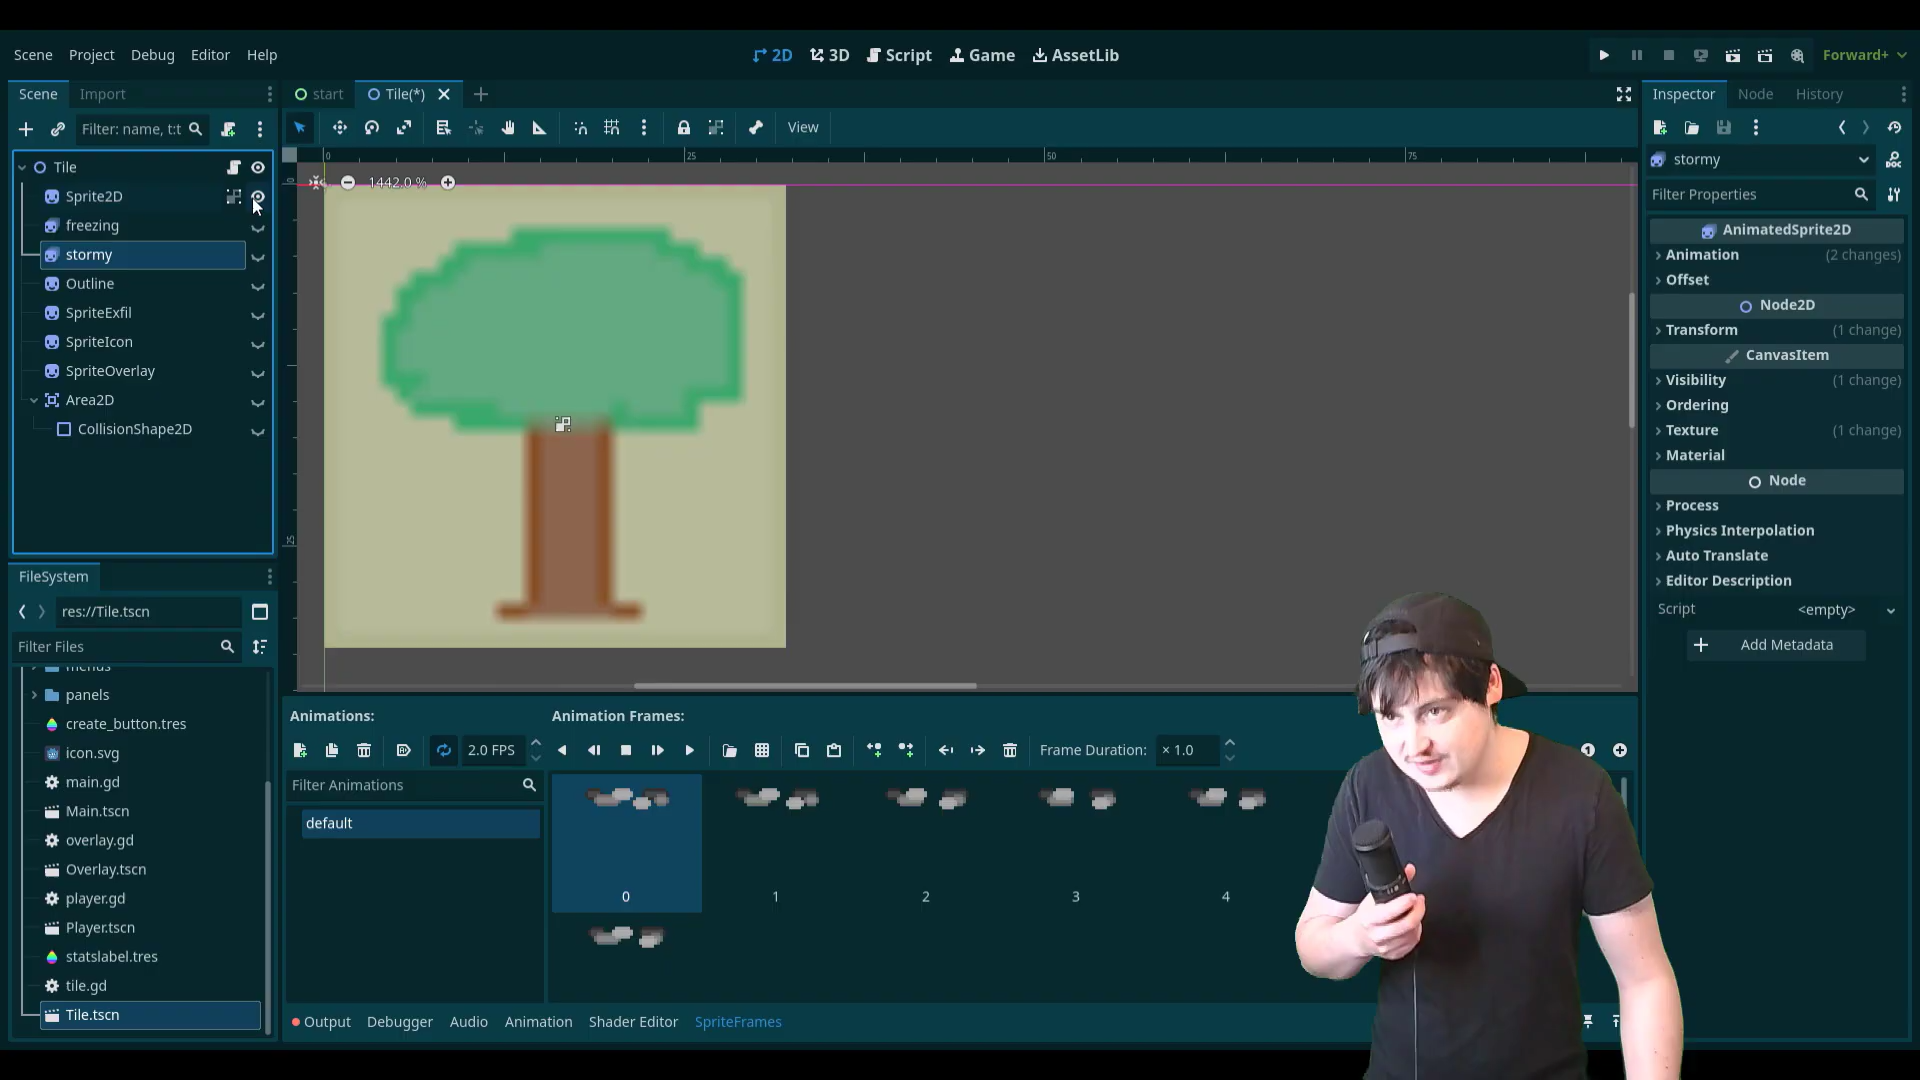 Scene Project Debug Editor Help
2D 3D Script Game AssetLib
Forward+
Scene Import
start Tile(*)
Inspector Node History
Filter: name, t:t
View
0 25 50 75
1442.0 %
25
Tile
Sprite2D
freezing
stormy
Outline
SpriteExfil
SpriteIcon
SpriteOverlay
Area2D
CollisionShape2D
stormy
Filter Properties
AnimatedSprite2D
Animation (2 changes)
Offset
Node2D
Transform (1 change)
CanvasItem
Visibility (1 change)
Ordering
Texture (1 change)
Material
Node
Process
Physics Interpolation
Auto Translate
Editor Description
Script <empty>
Add Metadata
FileSystem
res://Tile.tscn
Filter Files
panels
create_button.tres
icon.svg
main.gd
Main.tscn
overlay.gd
Overlay.tscn
player.gd
Player.tscn
statslabel.tres
tile.gd
Tile.tscn
Animations:
2.0 FPS
Filter Animations
default
Animation Frames:
Frame Duration: × 1.0
0 1 2 3 4
Output Debugger Audio Animation Shader Editor SpriteFrames